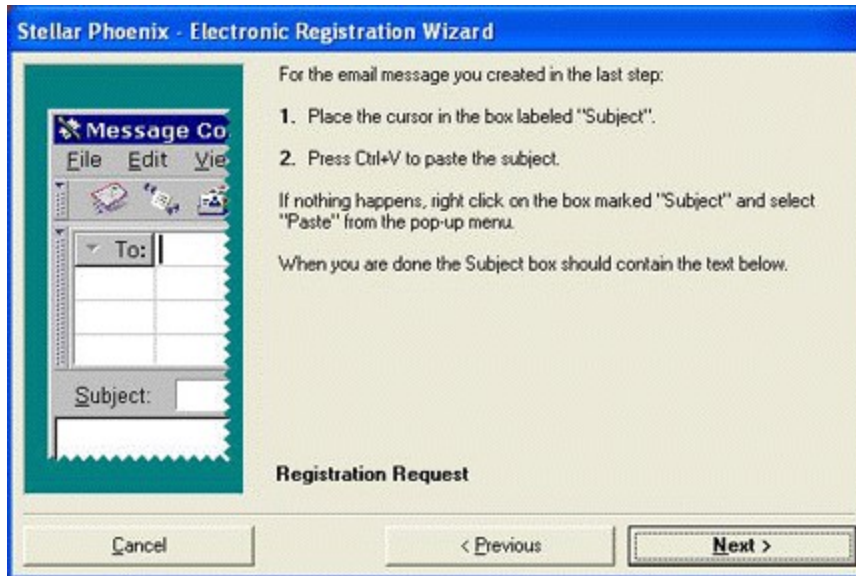 Stellar Phoenix - Electronic Registration Wizard
For the email message you created in the last step:
1. Place the cursor in the box labeled "Subject".
2. Press Ctrl+V to paste the subject.
If nothing happens, right click on the box marked "Subject" and select
"Paste" from the pop-up menu.
When you are done the Subject box should contain the text below.
Message Co
File Edit Vie
To:
Subject:
Registration Request
Cancel
< Previous
Next >